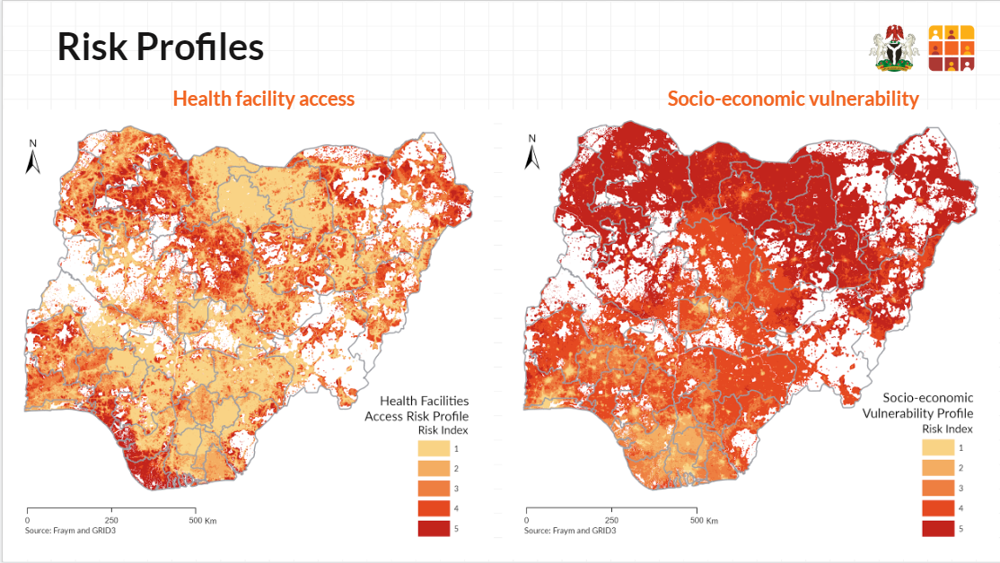 Risk Profiles
Health facility access
N
Health Facilities
Access Risk Profile
Risk Index
1
2
3
4
5
0 250 500 Km
Source: Fraym and GRID3
Socio-economic vulnerability
N
Socio-economic
Vulnerability Profile
Risk Index
1
2
3
4
5
0 250 500 Km
Source: Fraym and GRID3